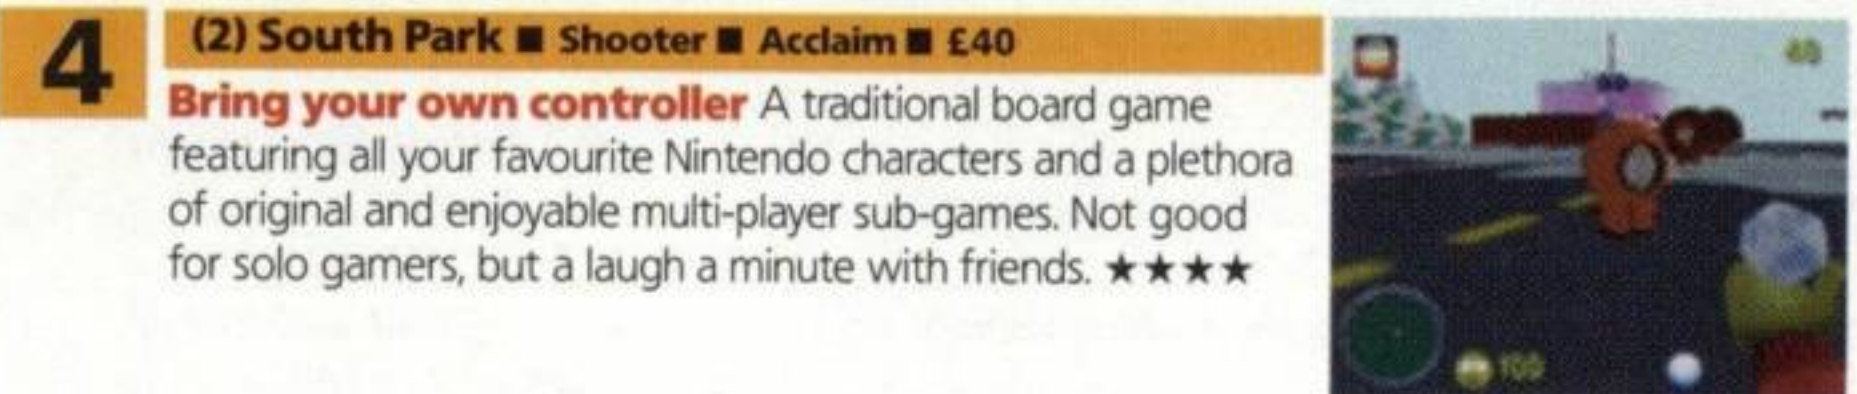 4
(2) South Park ■ Shooter ■ Acclaim ■ £40
Bring your own controller A traditional board game
featuring all your favourite Nintendo characters and a plethora
of original and enjoyable multi-player sub-games. Not good
for solo gamers, but a laugh a minute with friends. ★★★★
100